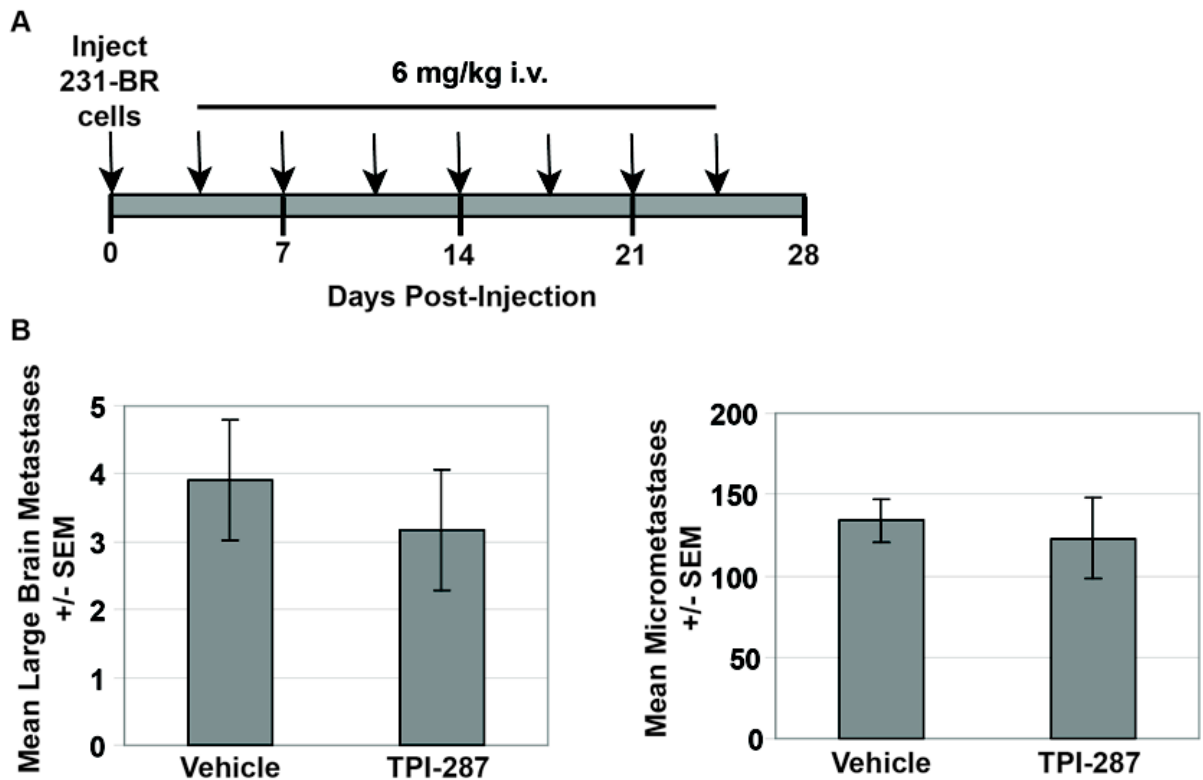 A
Inject
231-BR
cells
6 mg/kg i.v.
0
7
14
21
28
Days Post-Injection
B
Mean Large Brain Metastases
+/- SEM
5
4
3
2
1
0
Vehicle
TPI-287
Mean Micrometastases
+/- SEM
200
150
100
50
0
Vehicle
TPI-287